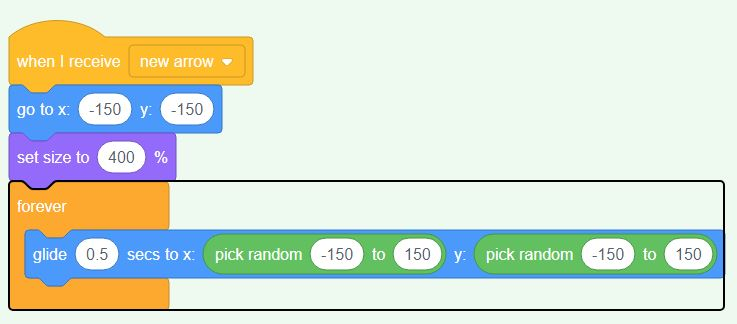 when I receive new arrow
go to x: -150 y: -150
set size to 400 %
forever
glide 0.5 secs to x: pick random -150 to 150 y: pick random -150 to 150